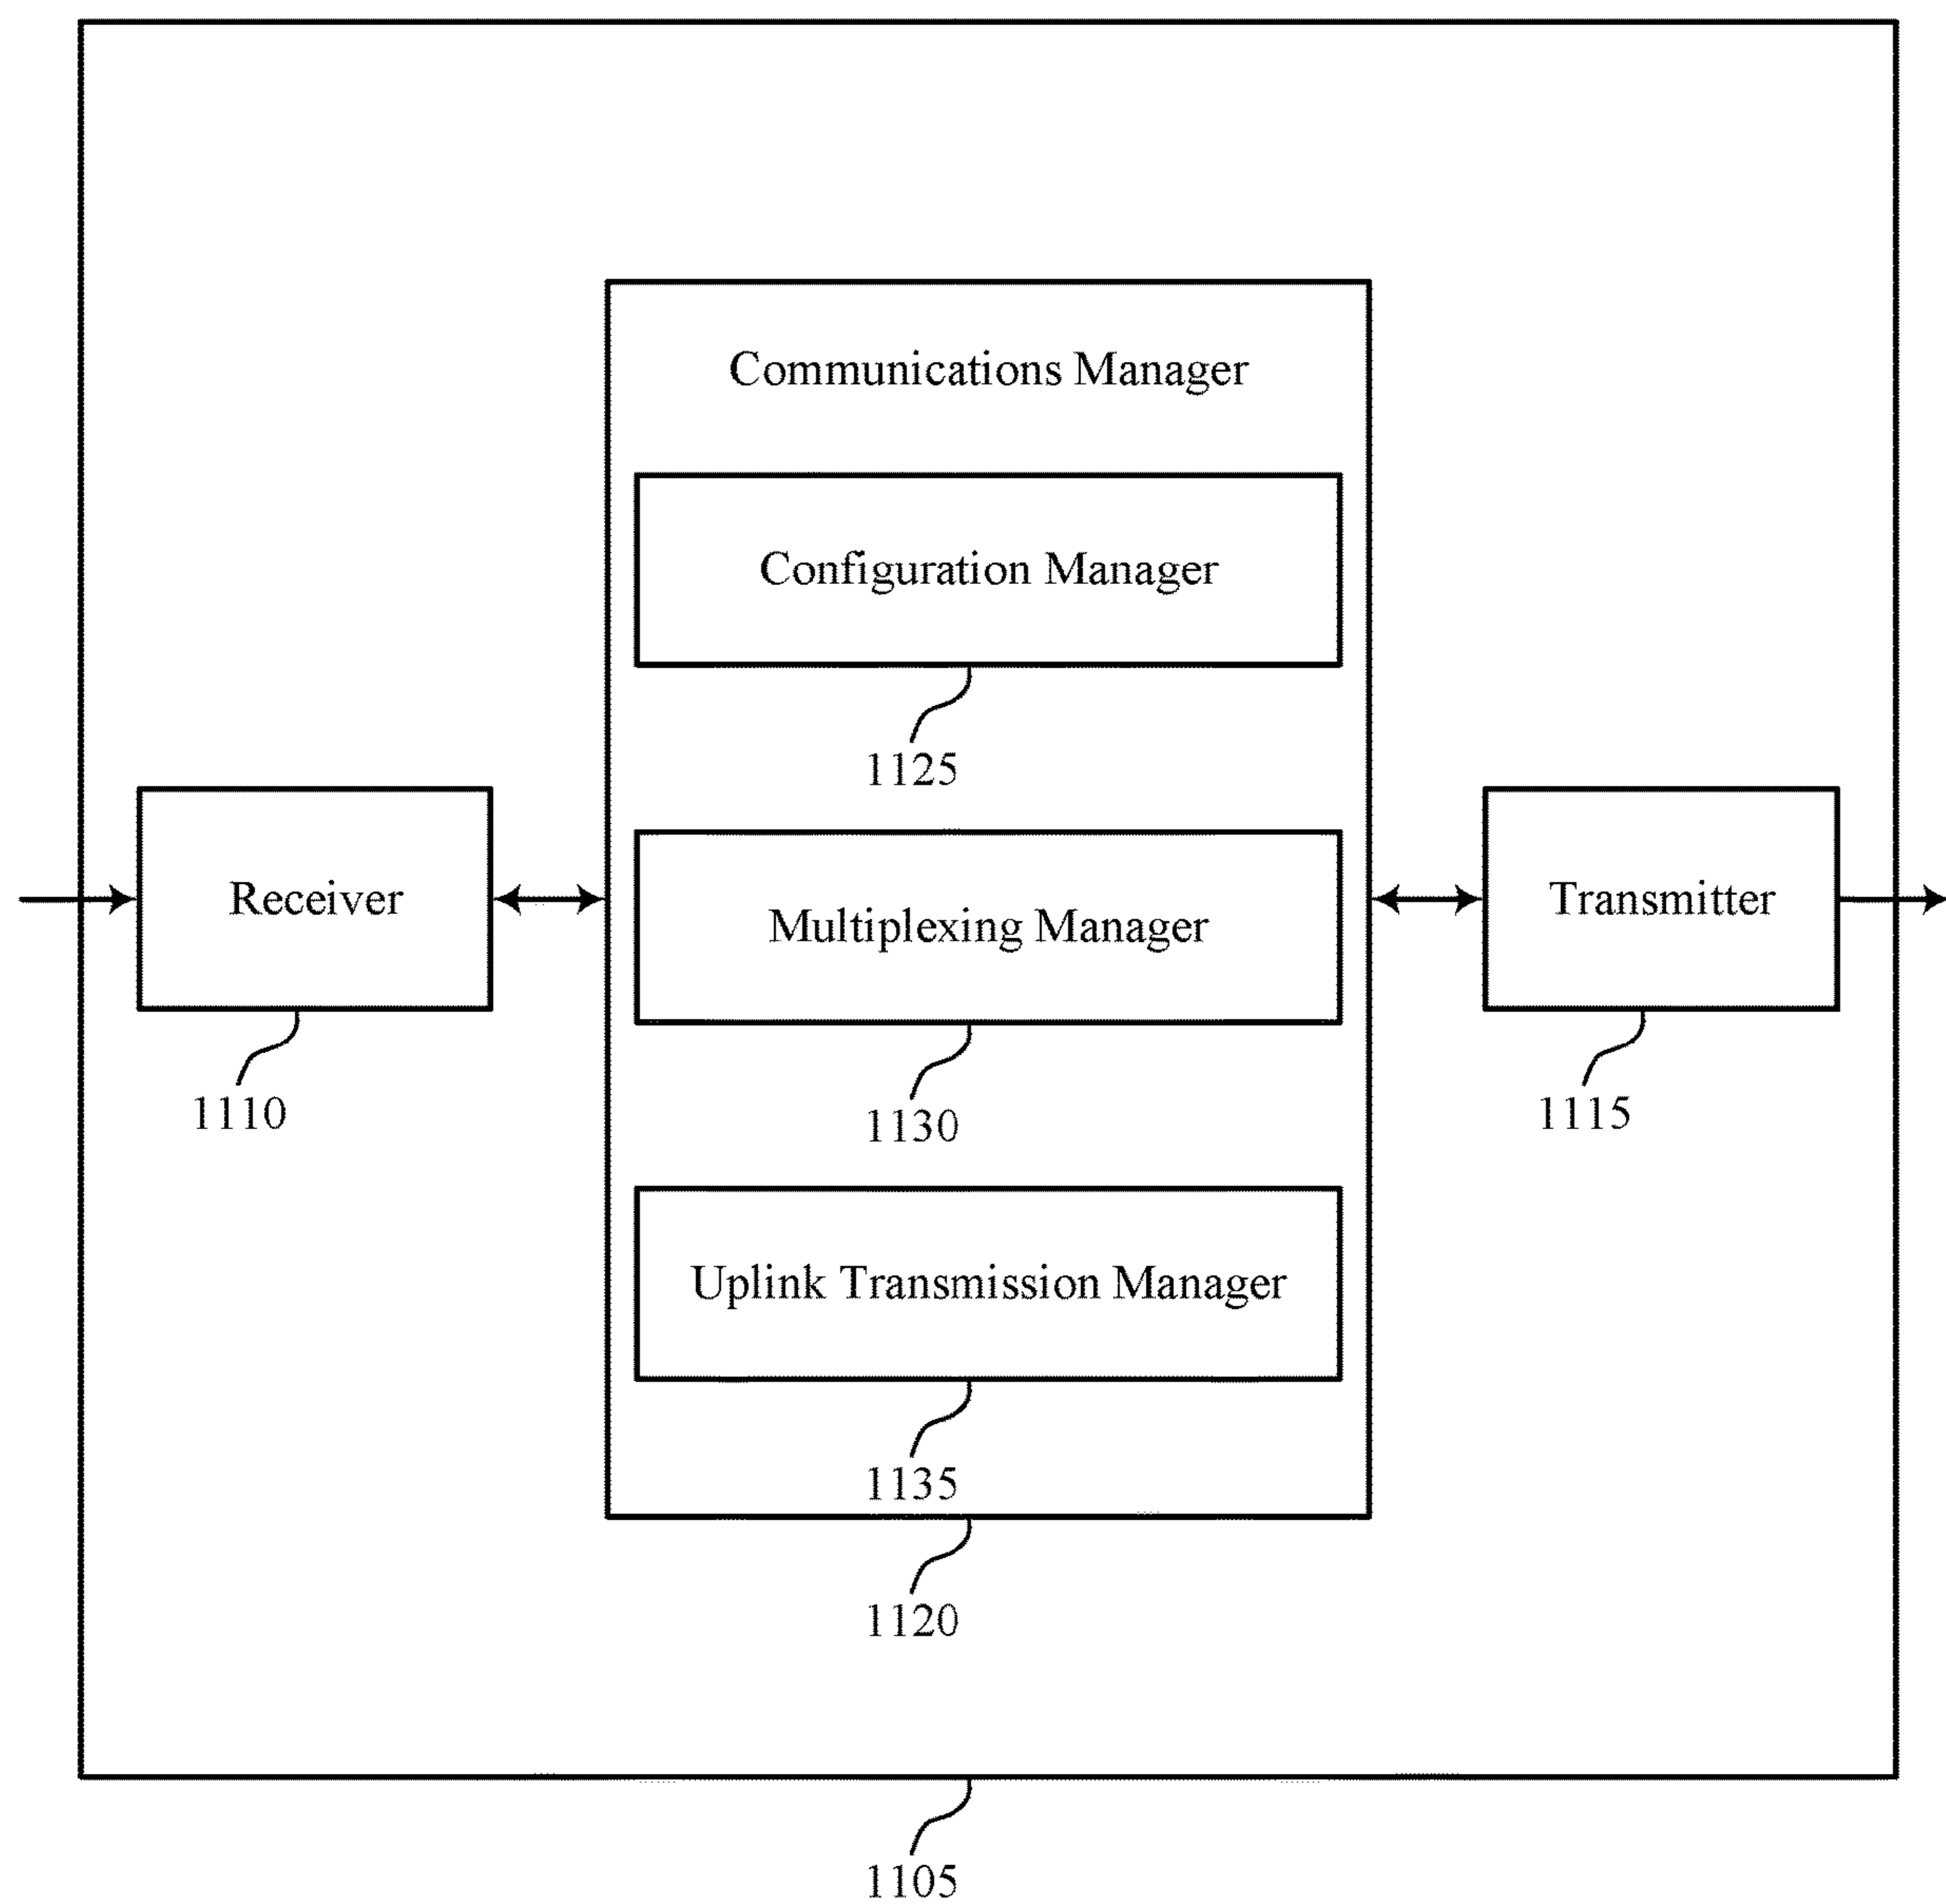 Communications Manager
Configuration Manager
1125
Receiver
Multiplexing Manager
Transmitter
1110
1130
1115
Uplink Transmission Manager
1135
1120
1105